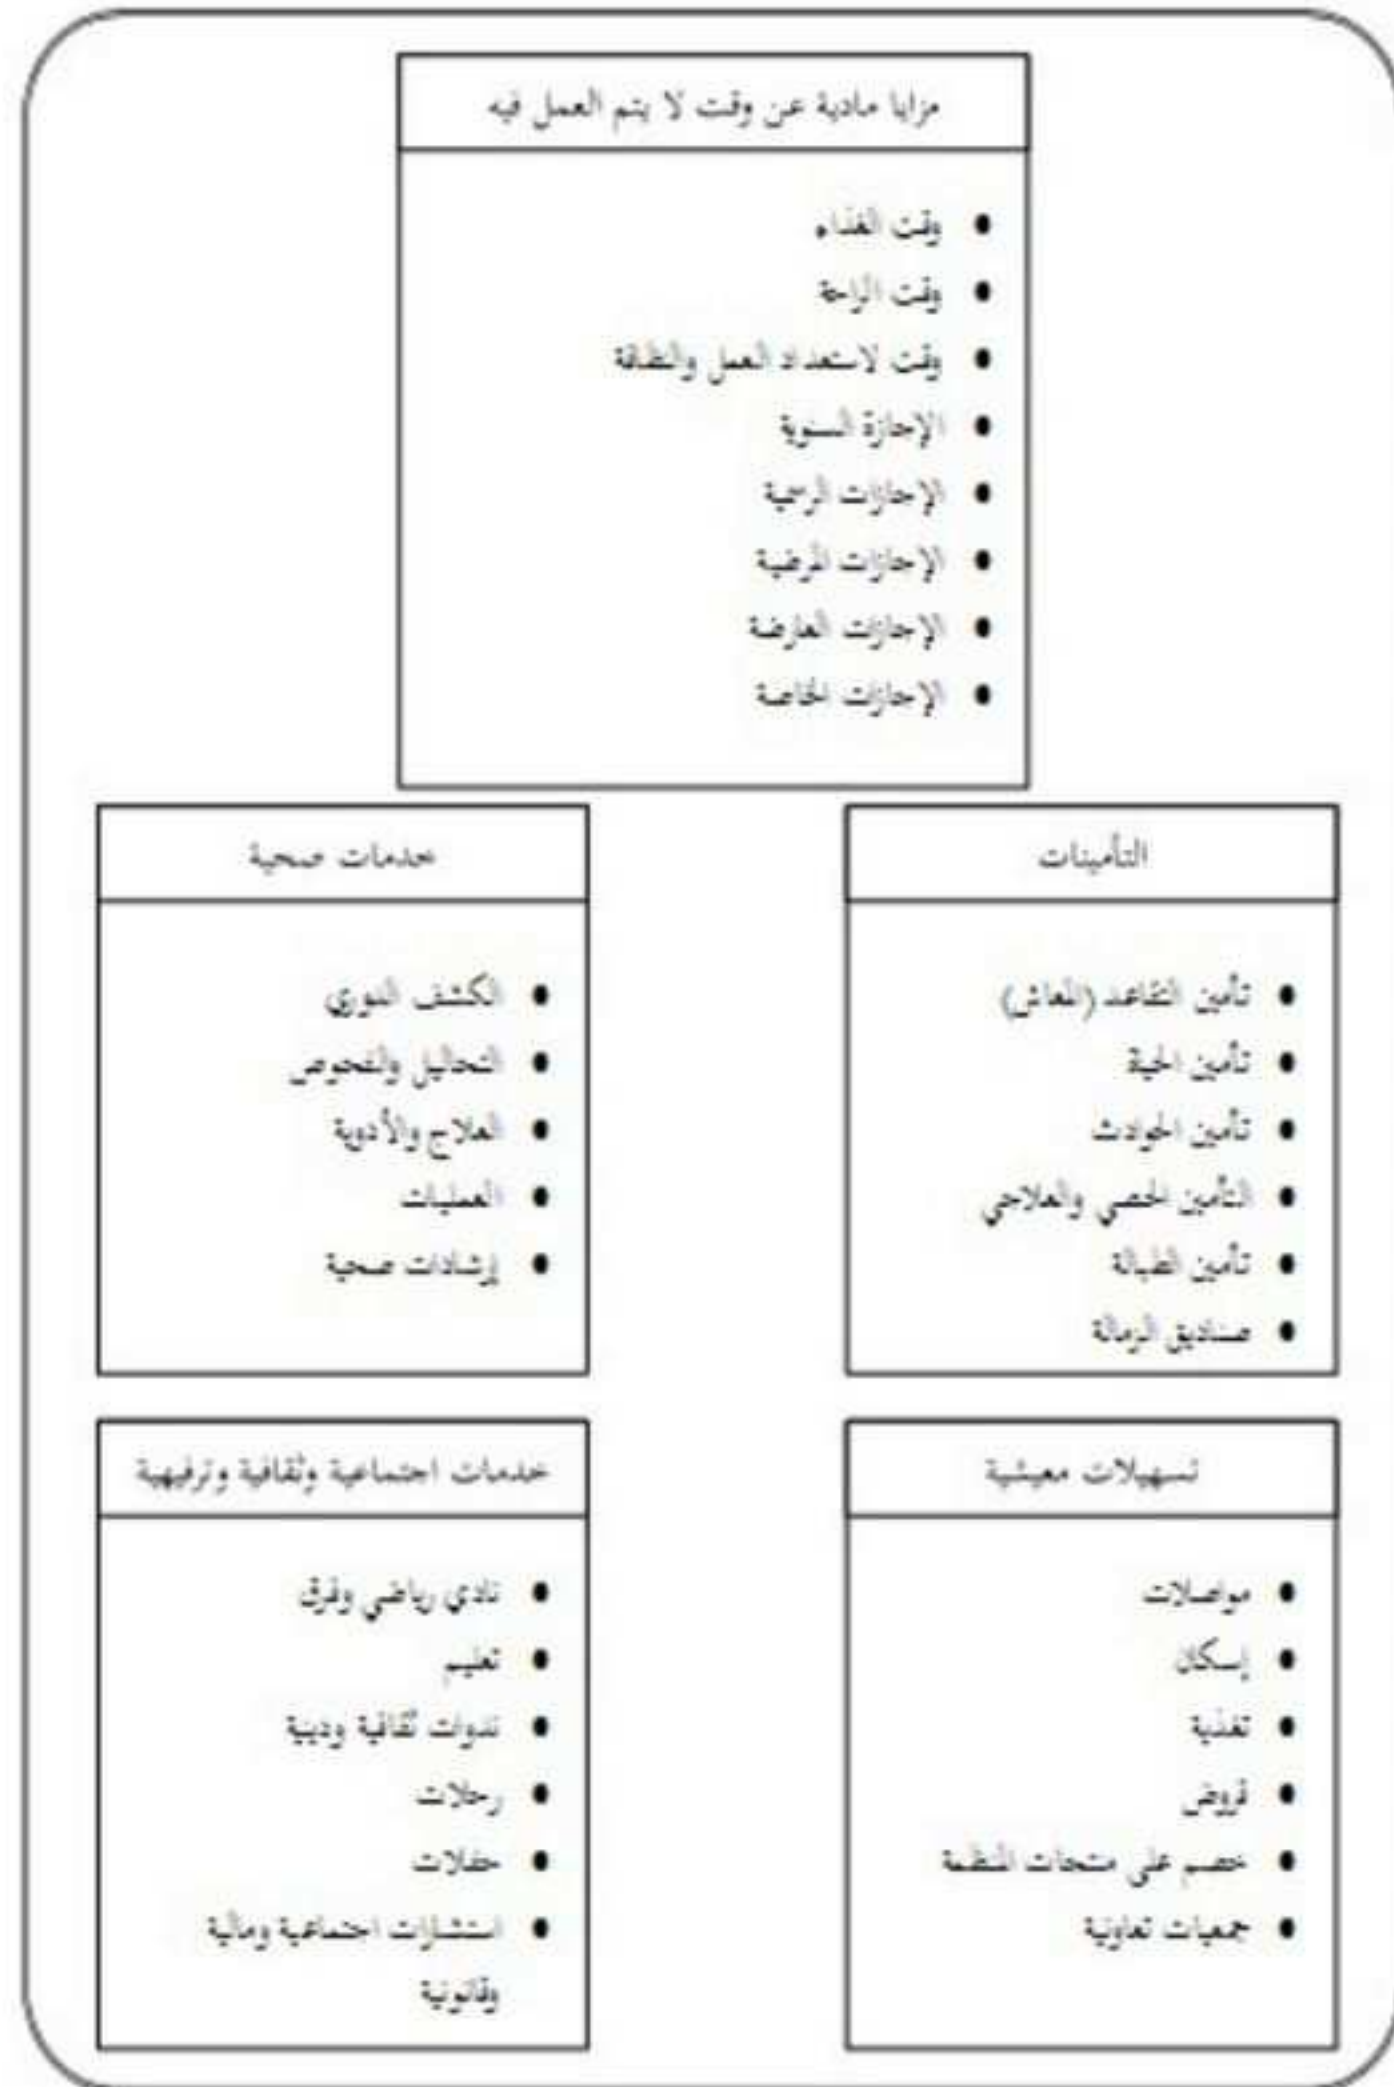 مزايا مادية عن وقت لا يتم العمل فيه
● وقت الغذاء
● وقت الراحة
● وقت لاستعداد العمل والنظافة
● الإجازة السنوية
● الإجازات الرسمية
● الإجازات المرضية
● الإجازات العارضة
● الإجازات الخاصة
التأمينات
● تأمين التقاعد (المعاش)
● تأمين الحياة
● تأمين الحوادث
● التأمين الصحي والعلاجي
● تأمين البطالة
● صناديق الزمالة
خدمات صحية
● الكشف الدوري
● التحاليل والفحوص
● العلاج والأدوية
● العمليات
● إرشادات صحية
تسهيلات معيشية
● مواصلات
● إسكان
● تغذية
● قروض
● خصم على منتجات المنظمة
● جمعيات تعاونية
خدمات اجتماعية وثقافية وترفيهية
● نادي رياضي وفرق
● تعليم
● ندوات ثقافية ودينية
● رحلات
● حفلات
● استشارات اجتماعية ومالية
وقانونية